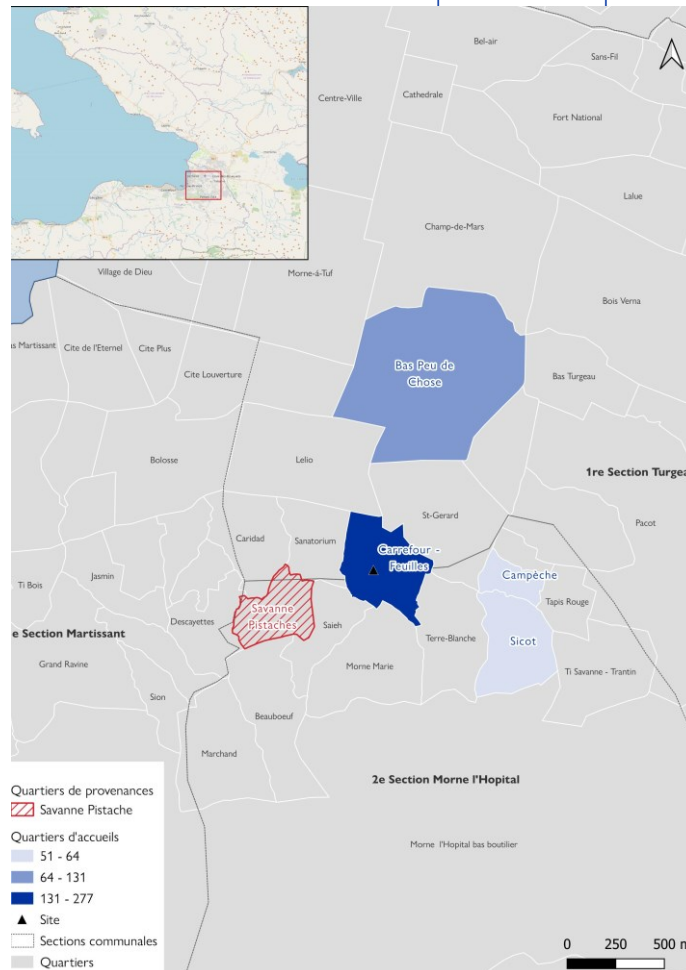 Bel-air
Sans-Fil
Centre-Ville
Cathedrale
Fort National
Lalue
Champ-de-Mars
Village de Dieu
Morne-á-Tuf
Bois Verna
Martissant
Cite de l'Eternel
Cite Plus
Cite Louverture
Bas Peu de
Chose
Bas Turgeau
Bolosse
Lelio
1re Section Turgea
St-Gerard
Pacot
Caridad
Sanatorium
Carrefour -
Feuilles
Ti Bois
Jasmin
Campèche
Tapis Rouge
Savanne
Pistaches
Descayettes
Saieh
Terre-Blanche
Sicot
e Section Martissant
Grand Ravine
Morne Marie
Ti Savanne - Trantin
Sion
Beauboeuf
Marchand
2e Section Morne l'Hopital
Morne l'Hopital bas boutilier
Quartiers de provenances
Savanne Pistache
Quartiers d'accueils
51 - 64
64 - 131
131 - 277
Site
Sections communales
Quartiers
0 250 500 m